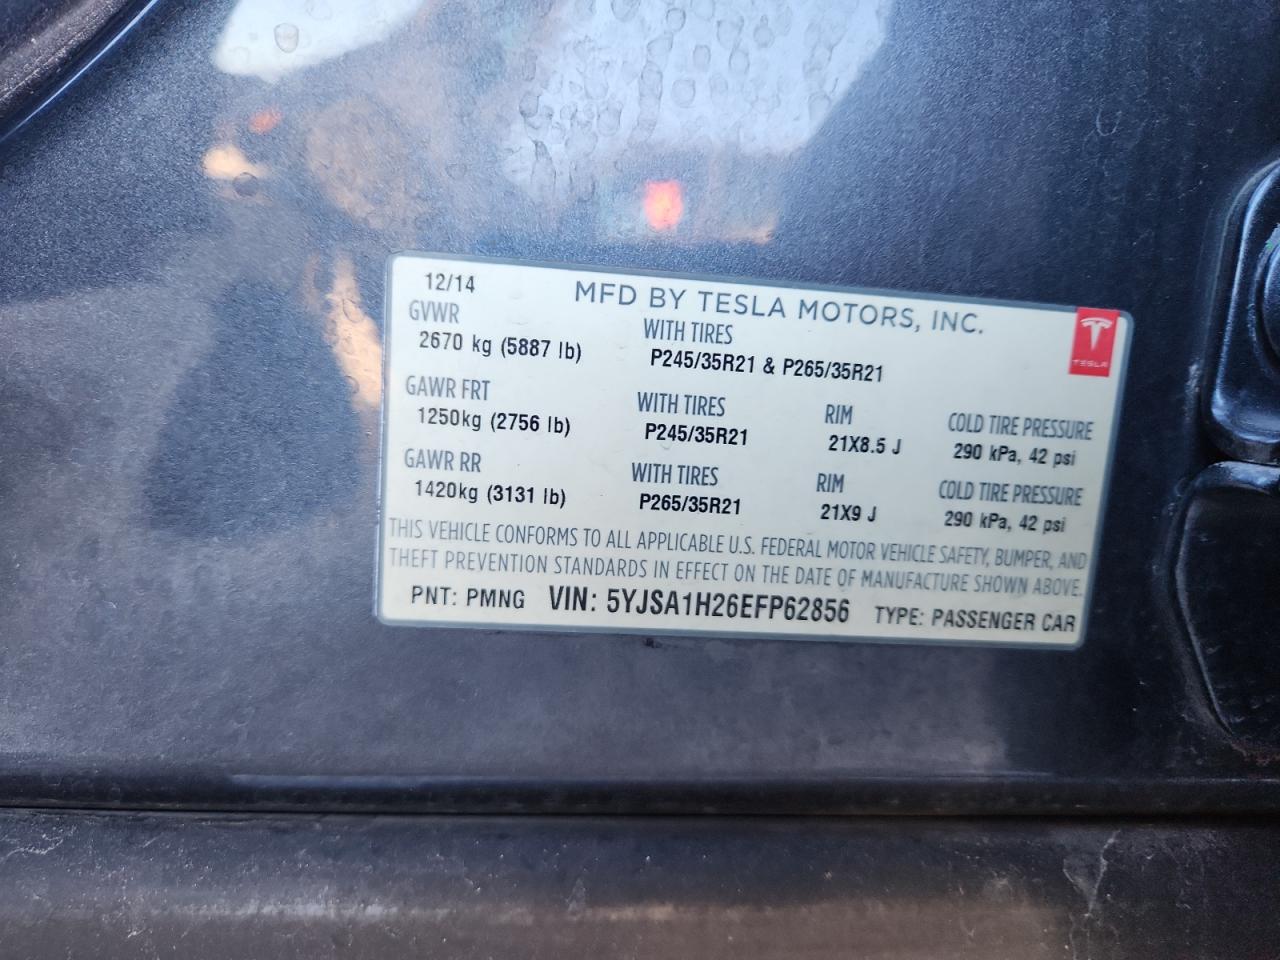 12/14 MFD BY TESLA MOTORS, INC.
GVWR WITH TIRES
2670 kg (5887 lb) P245/35R21 & P265/35R21
TESLA
GAWR FRT WITH TIRES RIM COLD TIRE PRESSURE
1250kg (2756 lb) P245/35R21 21X8.5 J 290 kPa, 42 psi
GAWR RR WITH TIRES RIM COLD TIRE PRESSURE
1420kg (3131 lb) P265/35R21 21X9 J 290 kPa, 42 psi
THIS VEHICLE CONFORMS TO ALL APPLICABLE U.S. FEDERAL MOTOR VEHICLE SAFETY, BUMPER, AND
THEFT PREVENTION STANDARDS IN EFFECT ON THE DATE OF MANUFACTURE SHOWN ABOVE.
PNT: PMNG VIN: 5YJSA1H26EFP62856 TYPE: PASSENGER CAR